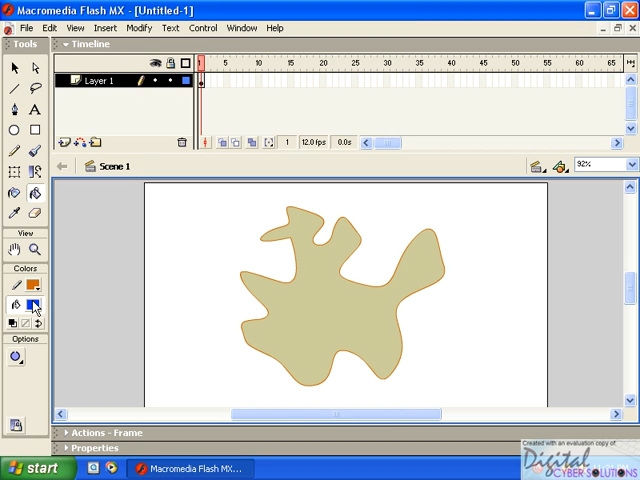 Macromedia Flash MX - [Untitled-1]
File Edit View Insert Modify Text Control Window Help
Tools
Timeline
1 5 10 15 20 25 30 35 40 45 50 55 60 65
Layer 1
1 12.0 fps 0.0s
Scene 1
92%
A
View
Colors
Options
Actions - Frame
Properties
start
Macromedia Flash MX...
Created with an evaluation copy of
Digital
CYBER SOLUTIONS